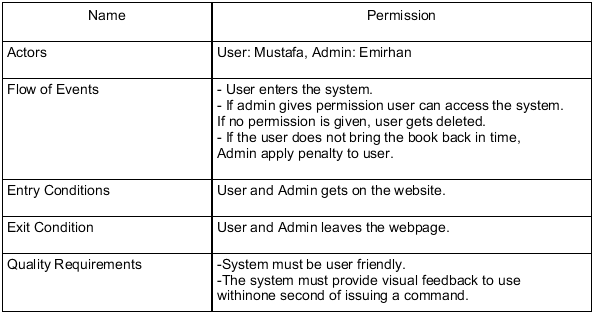 Name Permission
Actors User: Mustafa, Admin: Emirhan
Flow of Events - User enters the system.
- If admin gives permission user can access the system.
If no permission is given, user gets deleted.
- If the user does not bring the book back in time,
Admin apply penalty to user.
Entry Conditions User and Admin gets on the website.
Exit Condition User and Admin leaves the webpage.
Quality Requirements -System must be user friendly.
-The system must provide visual feedback to use
withinone second of issuing a command.